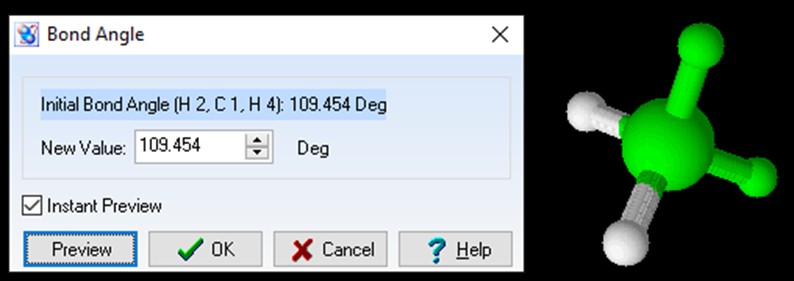 Bond Angle
Initial Bond Angle (H 2, C 1, H 4): 109.454 Deg
New Value: 109.454 Deg
Instant Preview
Preview OK Cancel Help